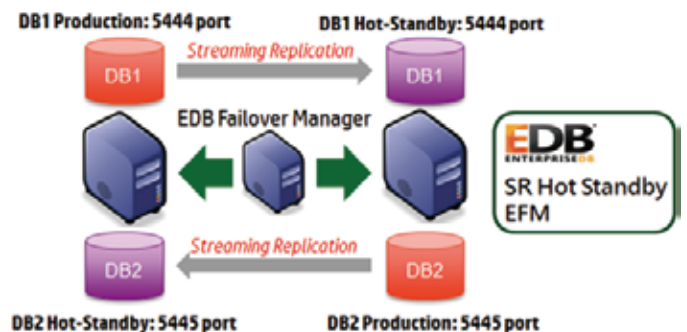 DB1 Production: 5444 port
DB1 Hot-Standby: 5444 port
Streaming Replication
DB1
DB1
EDB Failover Manager
EDB
ENTERPRISEDB
SR Hot Standby
EFM
Streaming Replication
DB2
DB2
DB2 Hot-Standby: 5445 port
DB2 Production: 5445 port